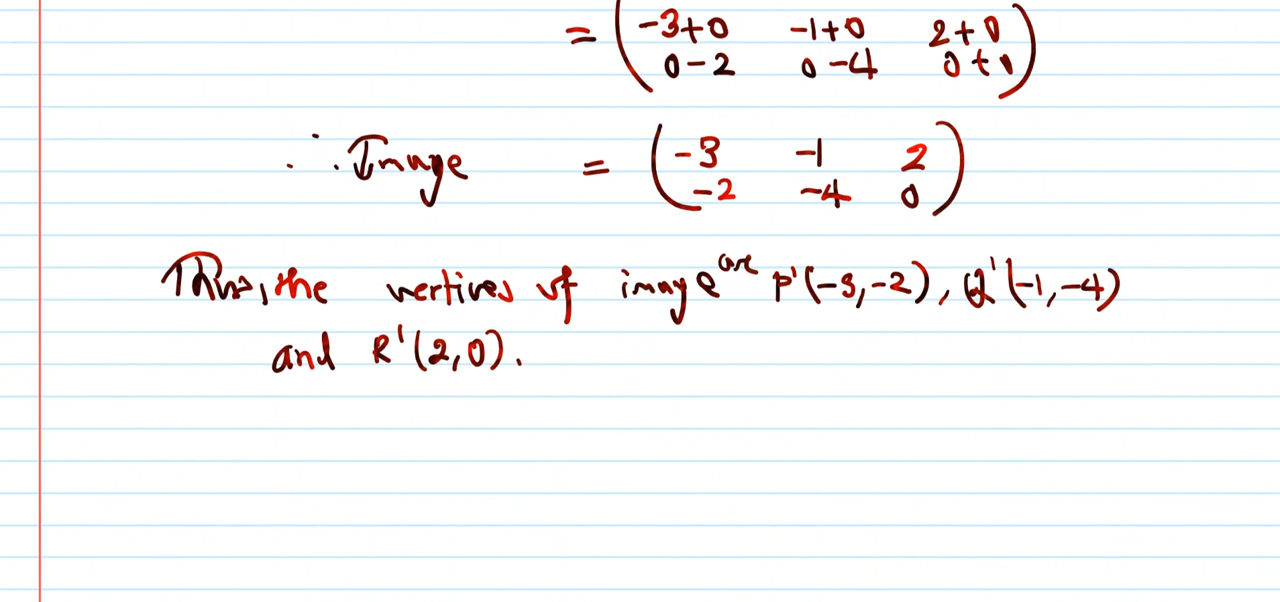 = ( -3+0 -1+0 2+0
0-2 0-4 0+0 )
∴ Image = ( -3 -1 2
-2 -4 0 )
Thus, the vertives of image are P'(-3,-2), Q'(-1,-4)
and R'(2,0).